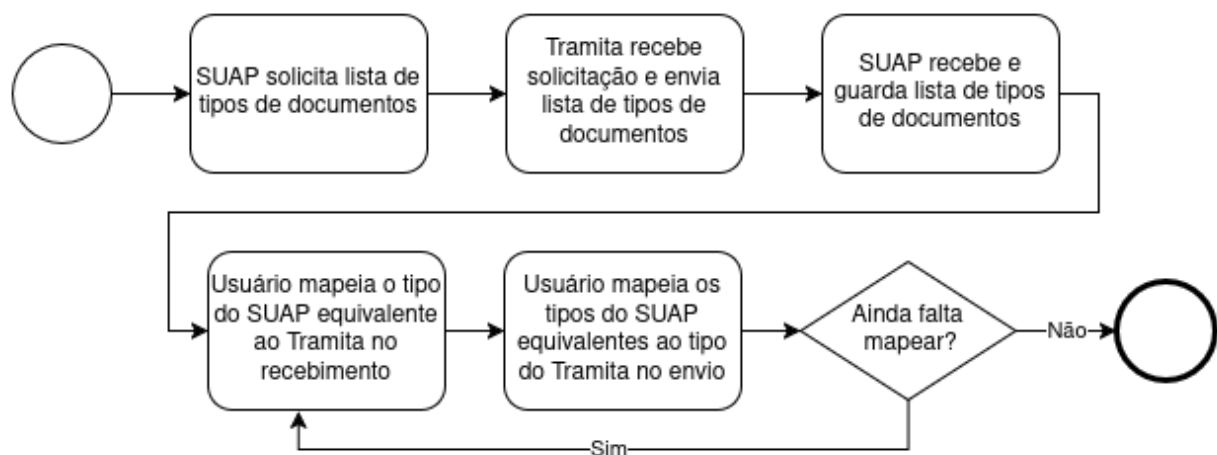 SUAP solicita lista de
tipos de documentos
Tramita recebe
solicitação e envia
lista de tipos de
documentos
SUAP recebe e
guarda lista de tipos
de documentos
Usuário mapeia o tipo
do SUAP equivalente
ao Tramita no
recebimento
Usuário mapeia os
tipos do SUAP
equivalentes ao tipo
do Tramita no envio
Ainda falta
mapear?
Não
Sim